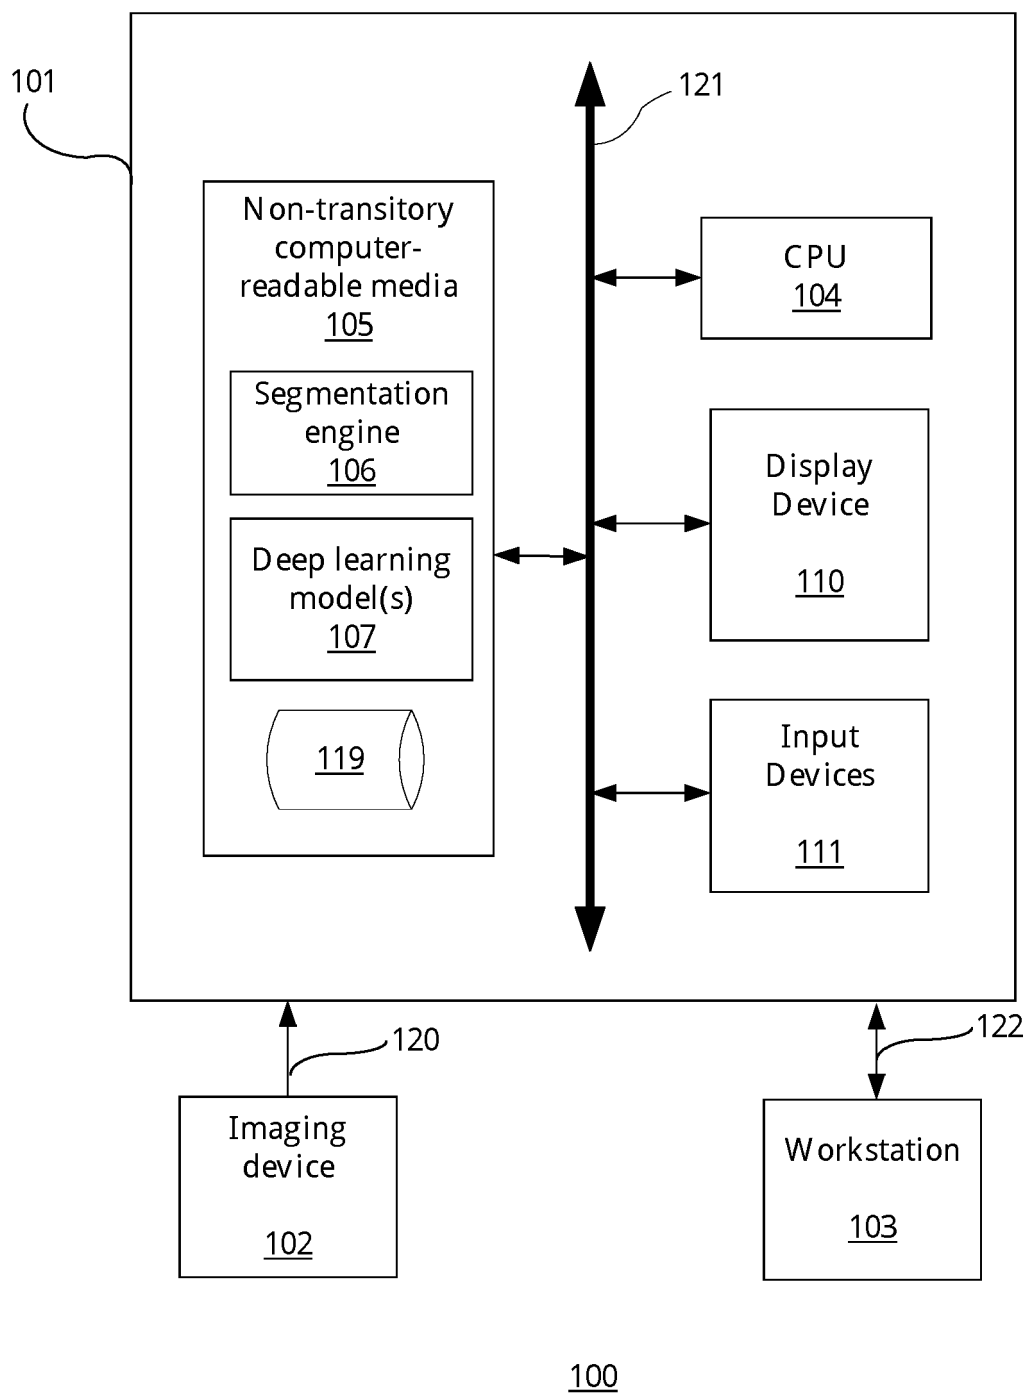 101
121
Non-transitory
computer-
readable media
105
Segmentation
engine
106
Deep learning
model(s)
107
119
CPU
104
Display
Device
110
Input
Devices
111
120
122
Imaging
device
102
Workstation
103
100